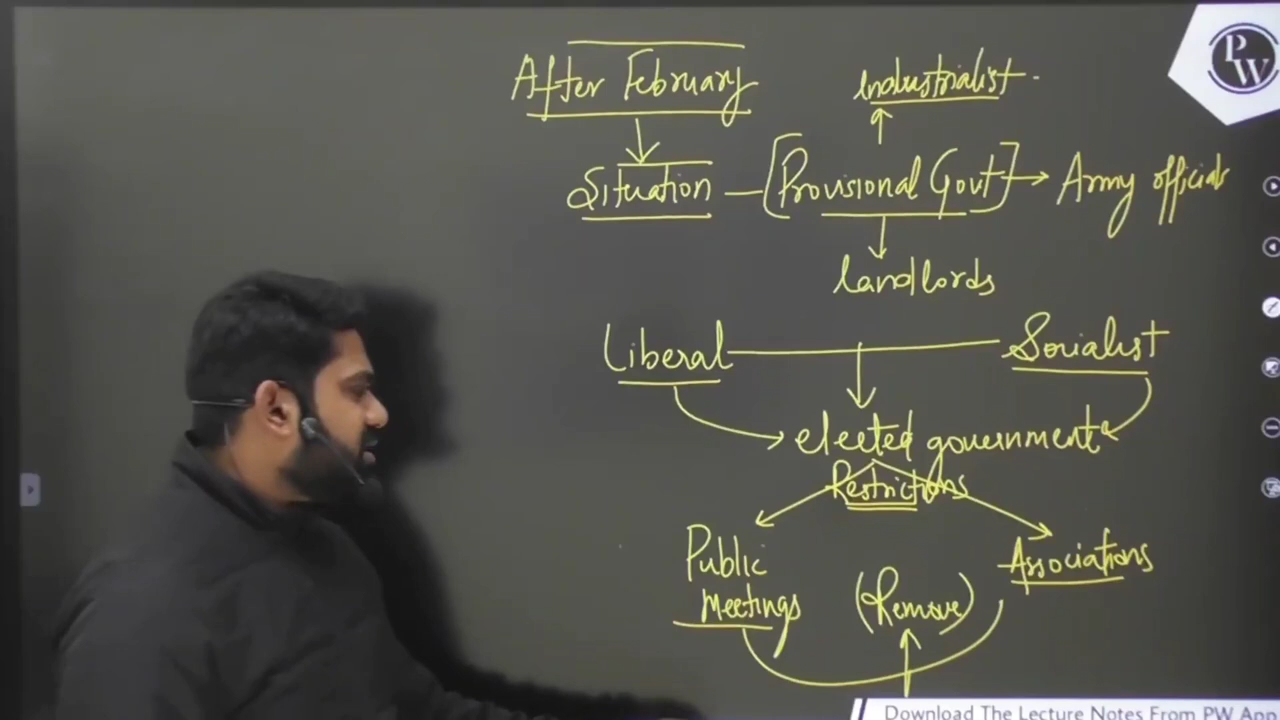 PW
After February
Industrialist
Situation — [Provisional Govt] → Army officials
landlords
Liberal Socialist
elected government
Restrictions
Public Meetings
Associations
(Remove)
Download The Lecture Notes From PW App